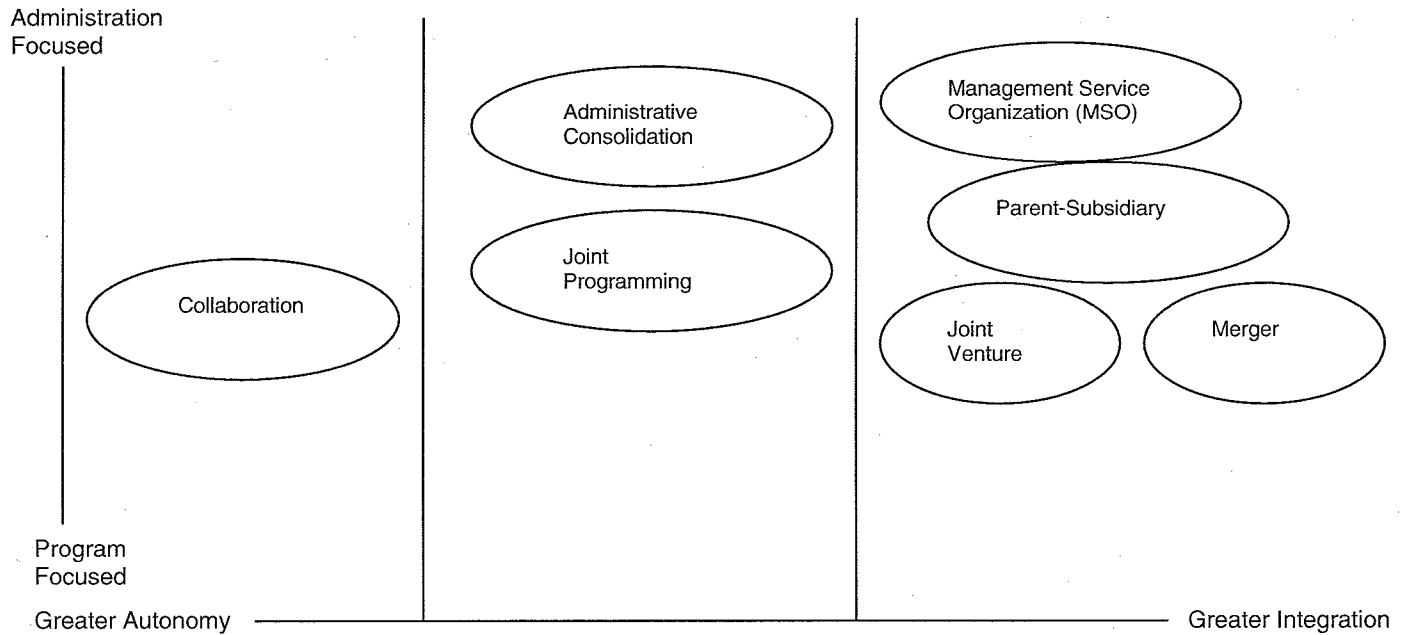 Administration
Focused
Administrative
Consolidation
Management Service
Organization (MSO)
Parent-Subsidiary
Joint
Programming
Collaboration
Joint
Venture
Merger
Program
Focused
Greater Autonomy
Greater Integration